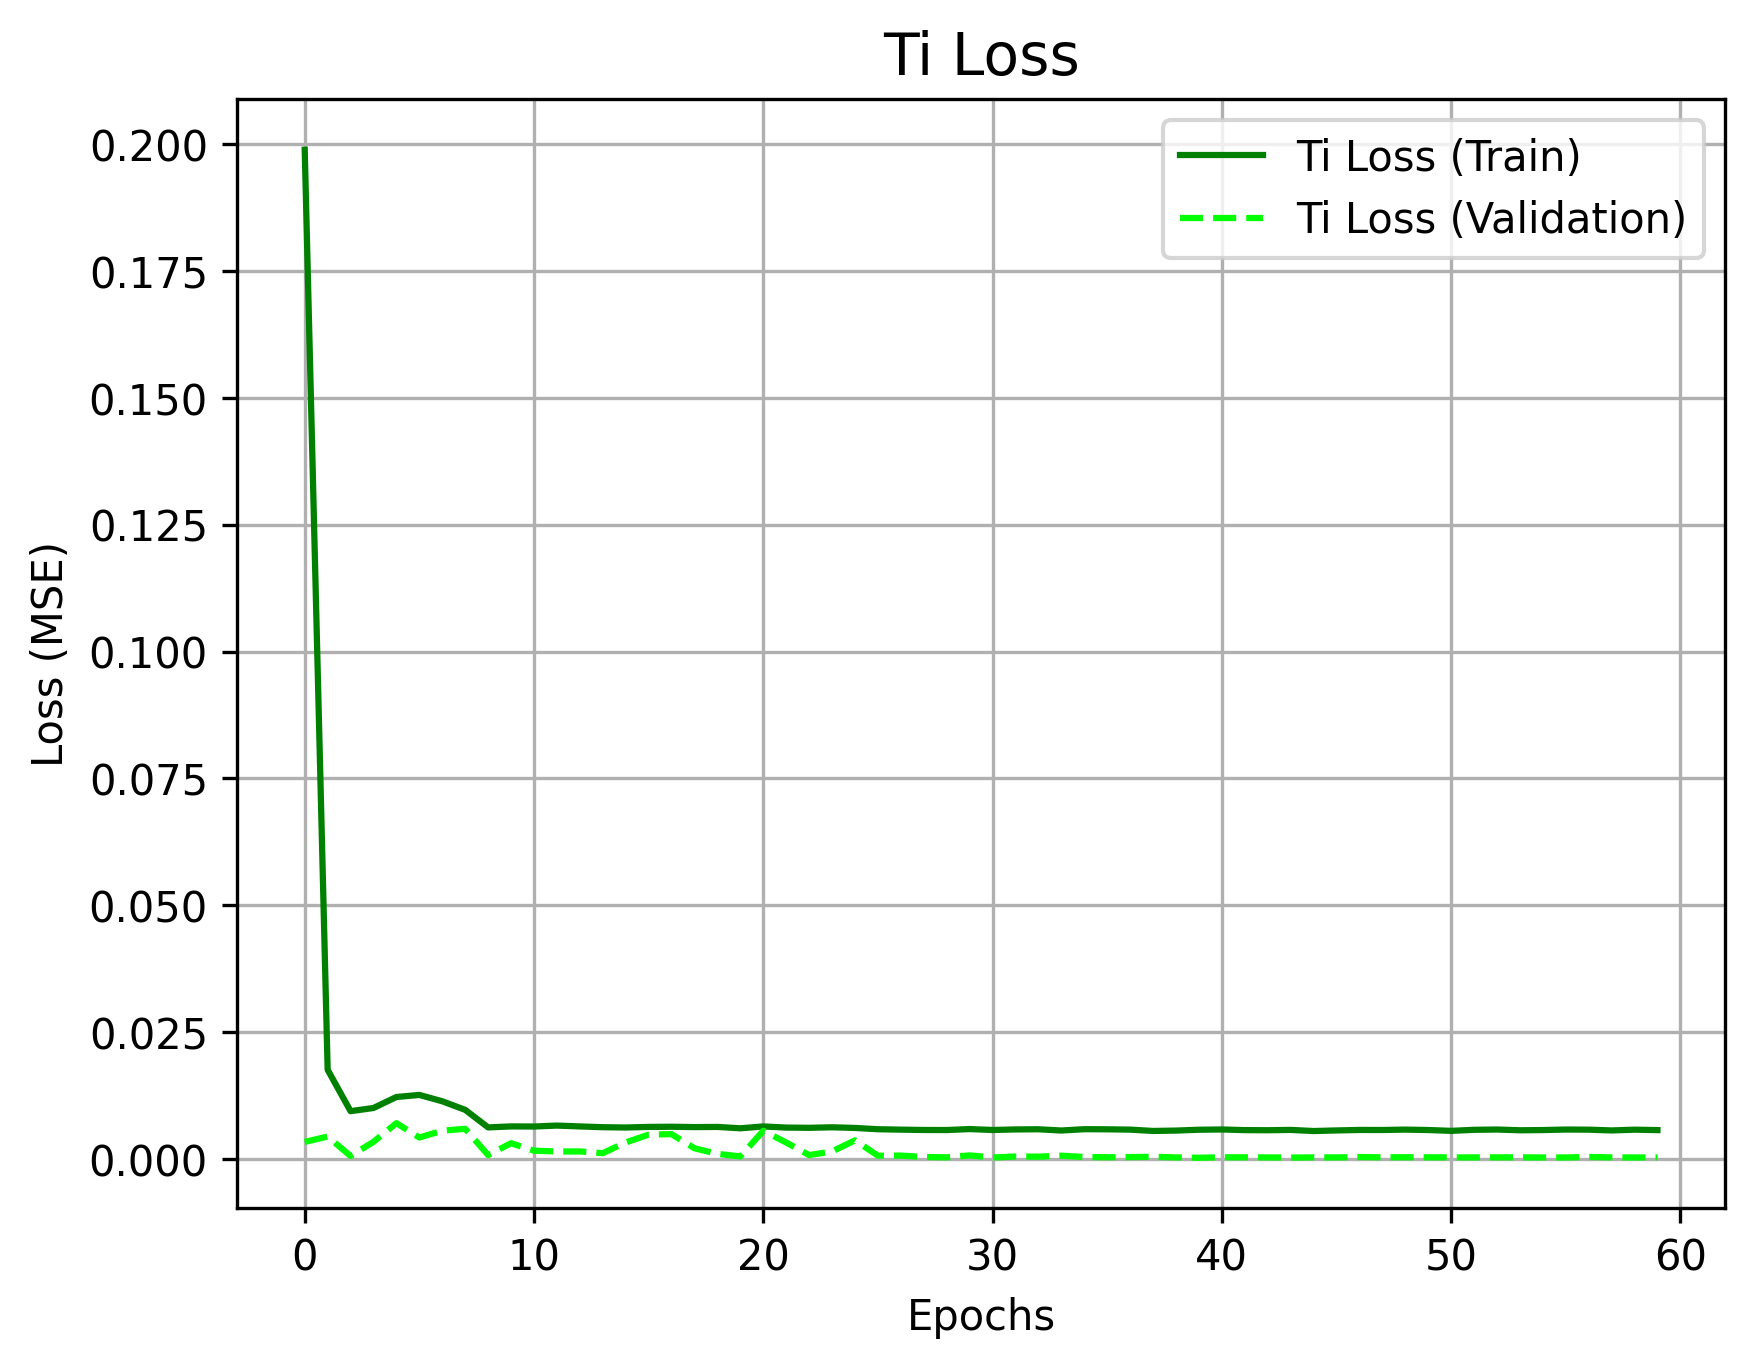 Ti Loss
Ti Loss (Train)
Ti Loss (Validation)
0.200
0.175
0.150
0.125
0.100
0.075
0.050
0.025
0.000
Loss (MSE)
0 10 20 30 40 50 60
Epochs